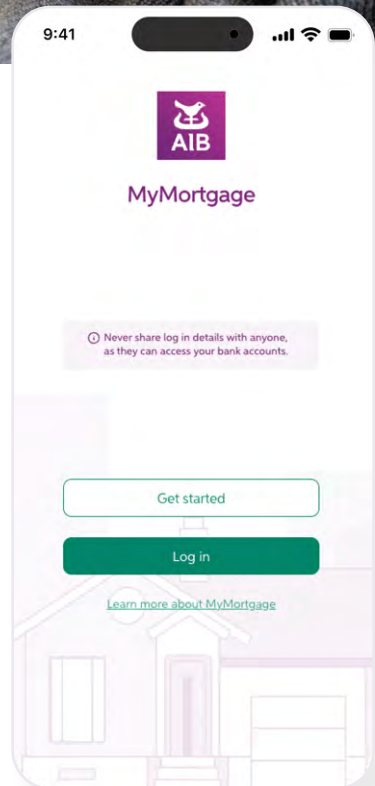 9:41
AIB
MyMortgage
Never share log in details with anyone,
as they can access your bank accounts.
Get started
Log in
Learn more about MyMortgage